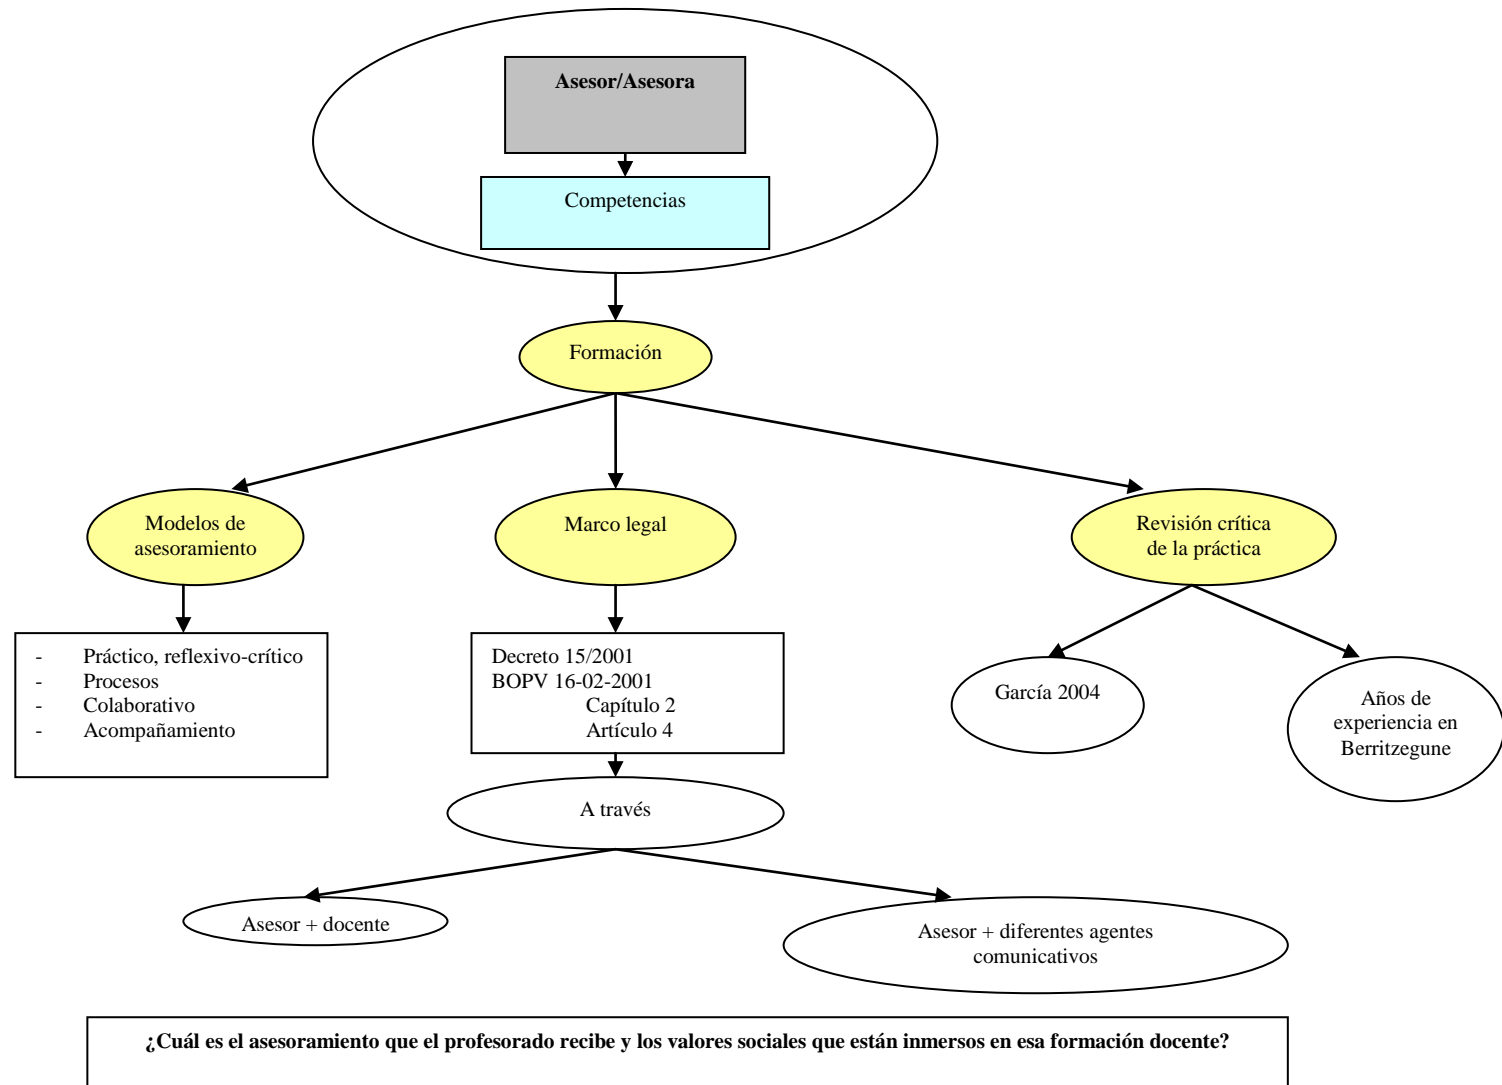 Asesor/Asesora
Competencias
Formación
Modelos de
asesoramiento
Marco legal
Revisión crítica
de la práctica
- Práctico, reflexivo-crítico
- Procesos
- Colaborativo
- Acompañamiento
Decreto 15/2001
BOPV 16-02-2001
Capítulo 2
Artículo 4
García 2004
Años de
experiencia en
Berritzegune
A través
Asesor + docente
Asesor + diferentes agentes
comunicativos
¿Cuál es el asesoramiento que el profesorado recibe y los valores sociales que están inmersos en esa formación docente?